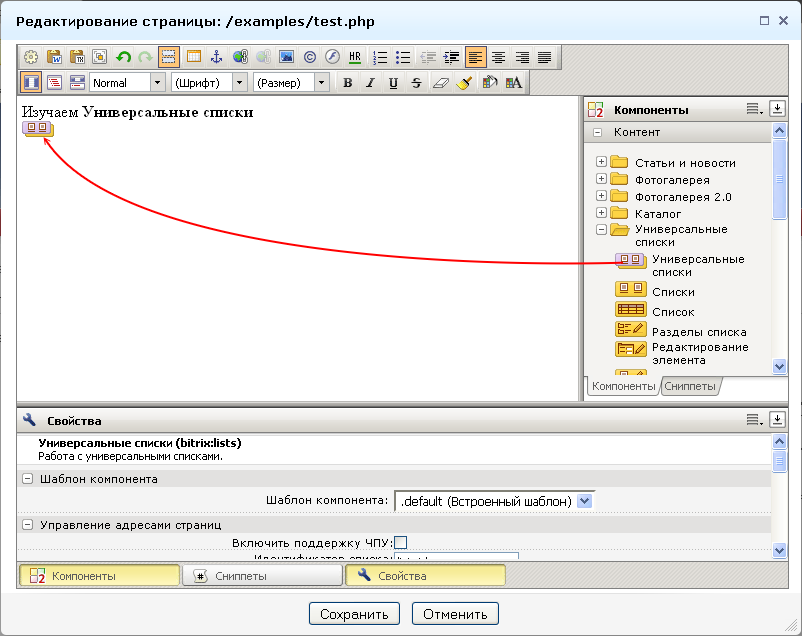 Редактирование страницы: /examples/test.php
HR
Normal (Шрифт) (Размер) B I U S
Изучаем Универсальные списки
Компоненты
Контент
Статьи и новости
Фотогалерея
Фотогалерея 2.0
Каталог
Универсальные
списки
Универсальные
списки
Списки
Список
Разделы списка
Редактирование
элемента
Компоненты Сниппеты
Свойства
Универсальные списки (bitrix:lists)
Работа с универсальными списками.
Шаблон компонента
Шаблон компонента: .default (Встроенный шаблон)
Управление адресами страниц
Включить поддержку ЧПУ:
Идентификатор списка:
Компоненты Сниппеты Свойства
Сохранить Отменить